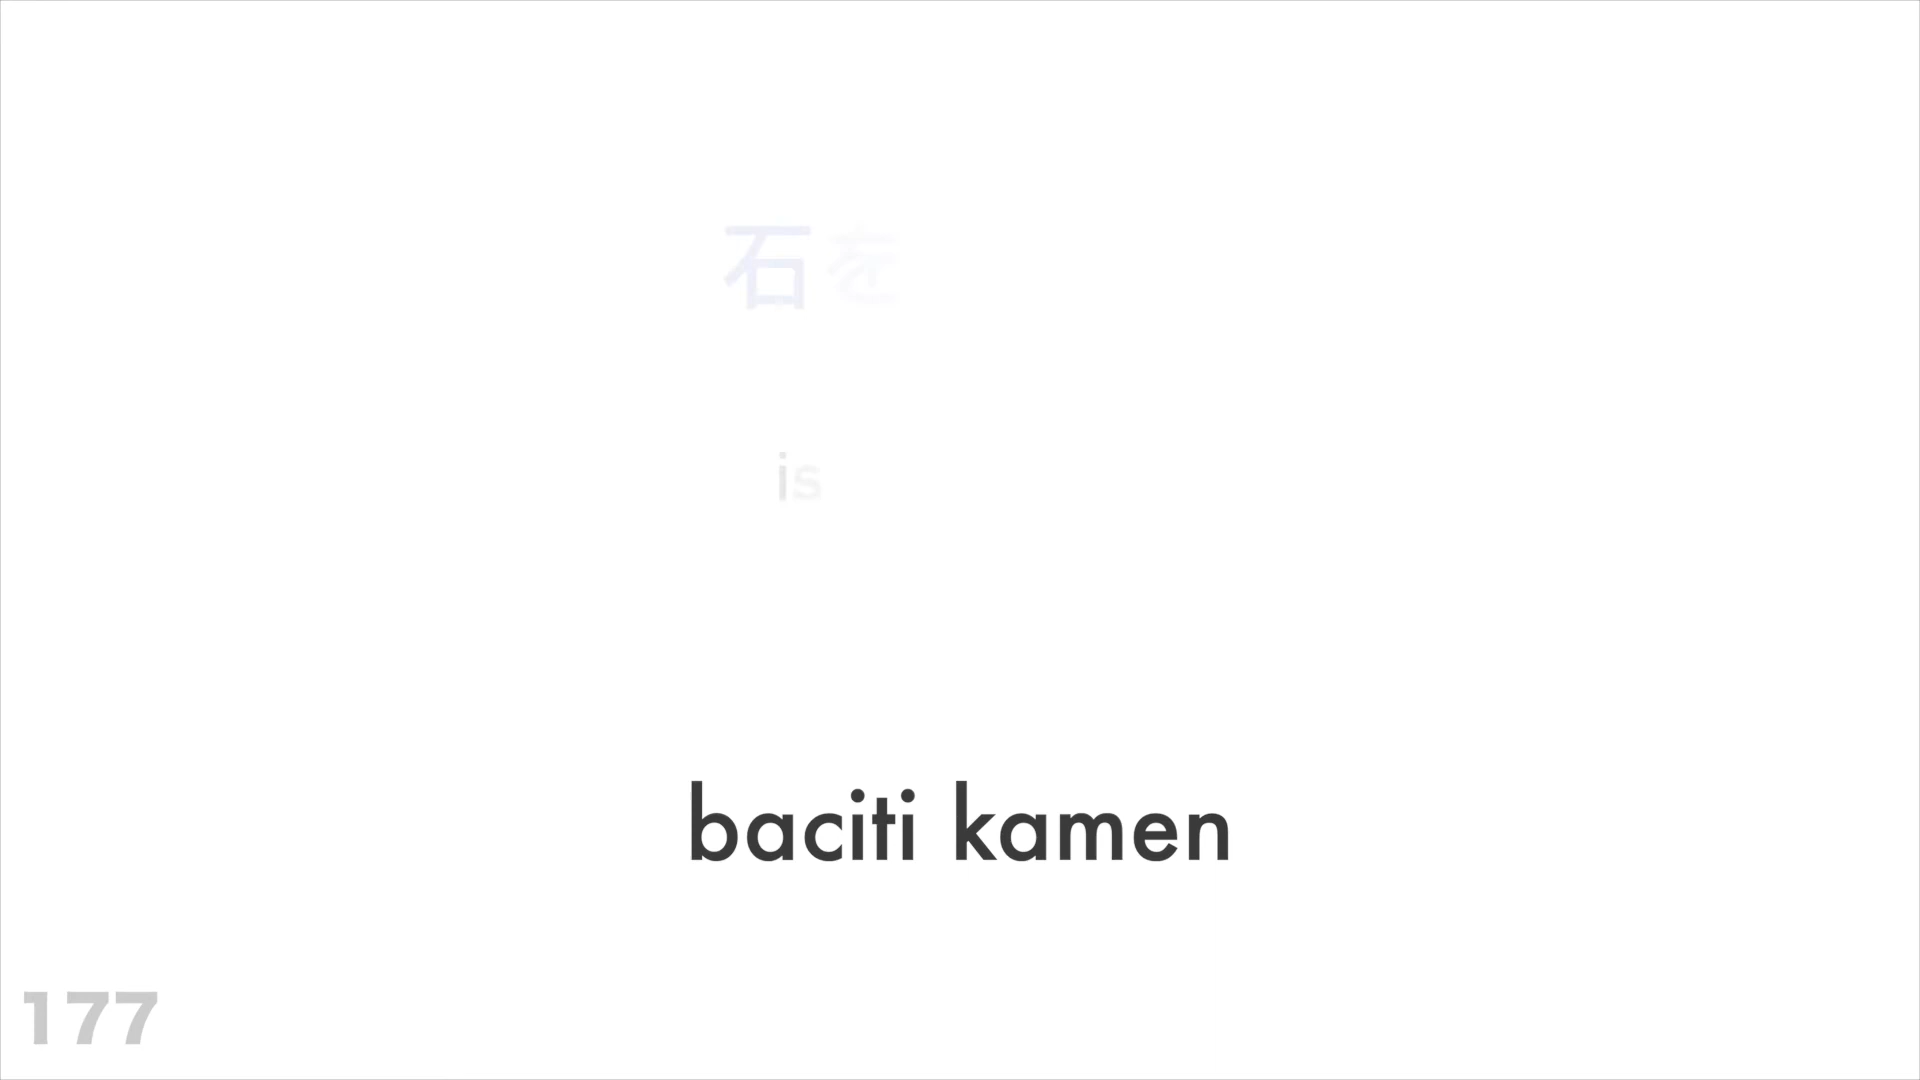 石を
is
baciti kamen
177